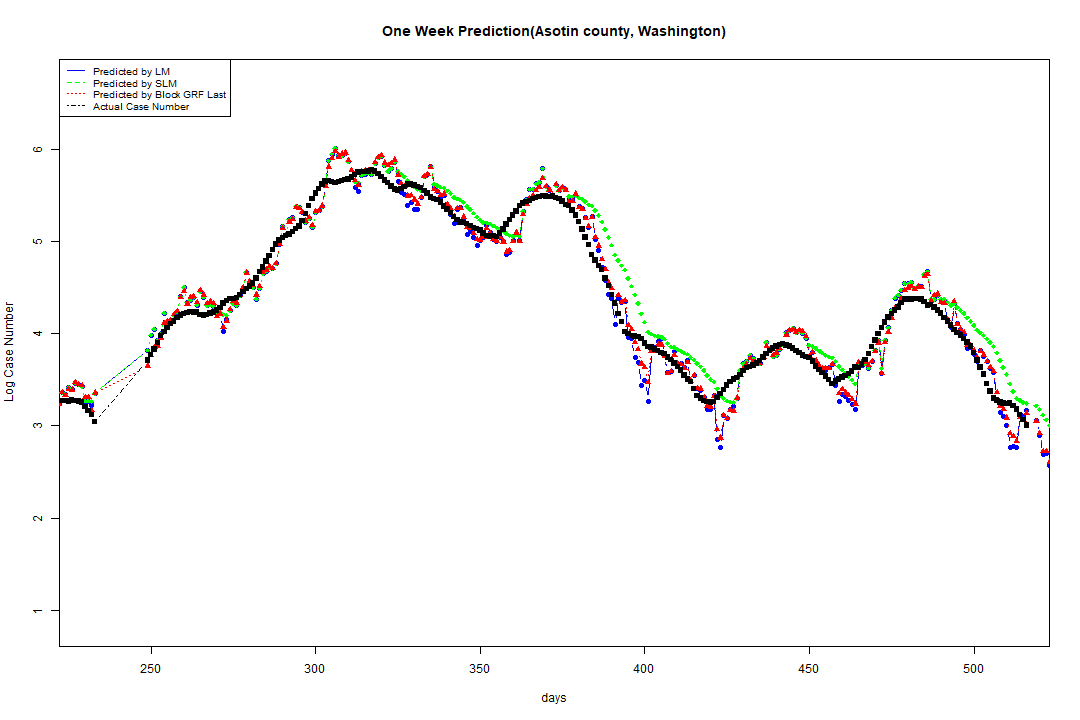 One Week Prediction(Asotin county, Washington)
Predicted by LM
Predicted by SLM
Predicted by Block GRF Last
Actual Case Number
Log Case Number
6
5
4
3
2
1
250 300 350 400 450 500
days